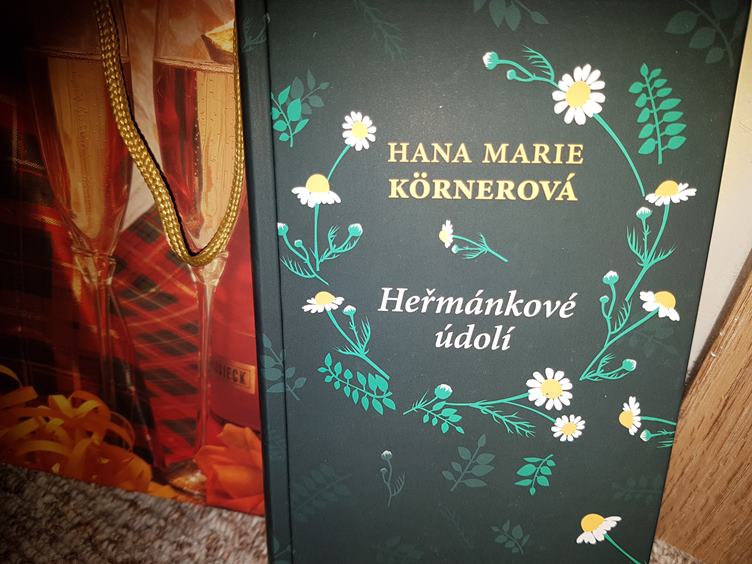 HANA MARIE
KÖRNEROVÁ
Heřmánkové
údolí